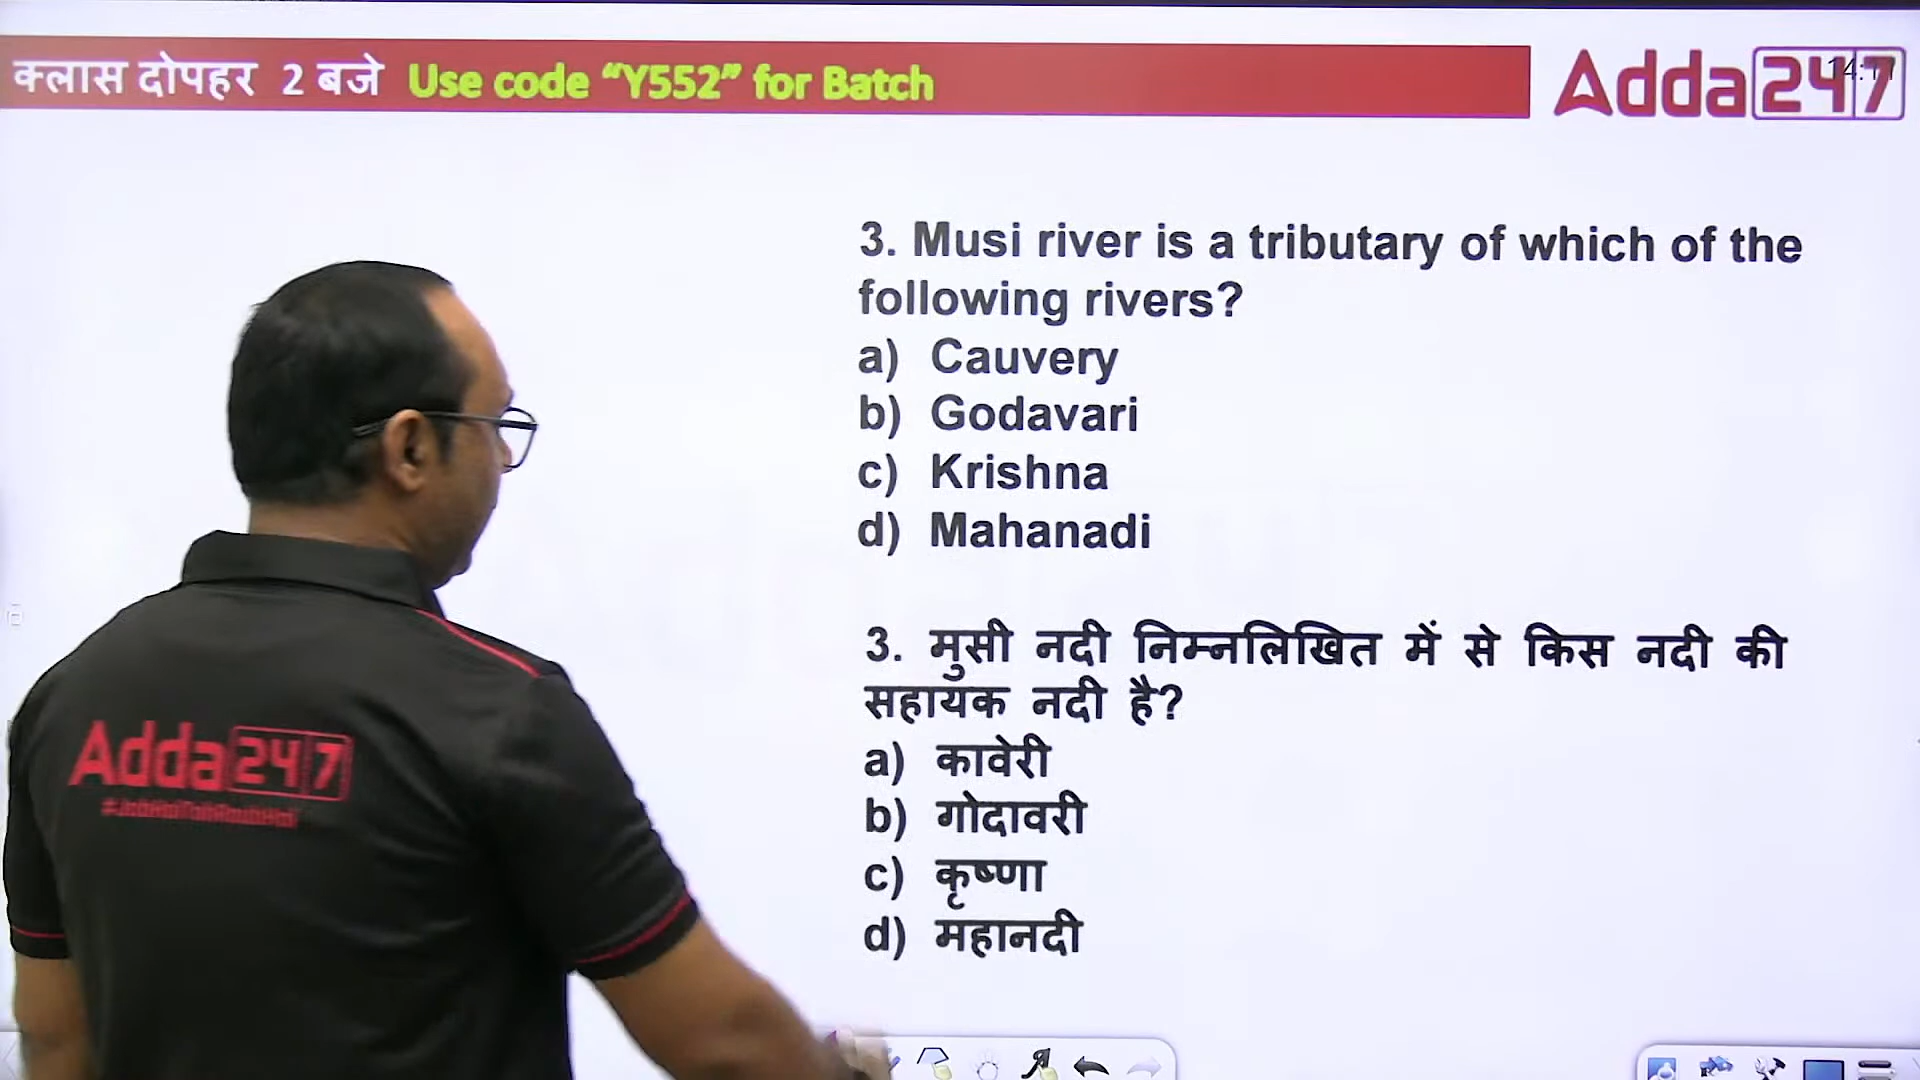 क्लास दोपहर 2 बजे Use code “Y552” for Batch
Adda247
3. Musi river is a tributary of which of the
following rivers?
a) Cauvery
b) Godavari
c) Krishna
d) Mahanadi
3. मुसी नदी निम्नलिखित में से किस नदी की
सहायक नदी है?
a) कावेरी
b) गोदावरी
c) कृष्णा
d) महानदी
Adda247